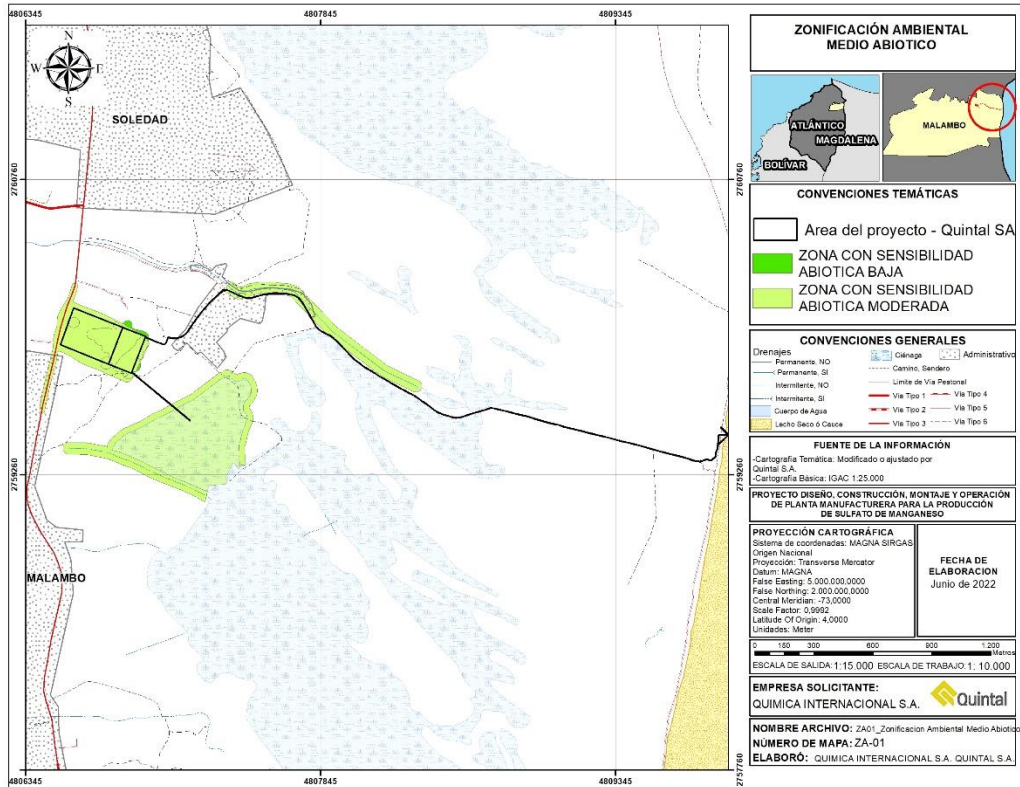 4806345
4807845
4809345
N
W
E
S
SOLEDAD
2760760
2760760
2759260
2759260
MALAMBO
2757760
4806345
4807845
4809345
ZONIFICACIÓN AMBIENTAL
MEDIO ABIOTICO
ATLÁNTICO
MAGDALENA
BOLÍVAR
MALAMBO
CONVENCIONES TEMÁTICAS
Area del proyecto - Quintal SA
ZONA CON SENSIBILIDAD
ABIOTICA BAJA
ZONA CON SENSIBILIDAD
ABIOTICA MODERADA
CONVENCIONES GENERALES
Drenajes
Permanente, NO
Permanente, SI
Intermitente, NO
Intermitente, SI
Cuerpo de Agua
Lecho Seco ó Cauce
Ciénaga
Administrativo
Camino, Sendero
Limite de Vía Peatonal
Vía Tipo 1
Vía Tipo 4
Vía Tipo 2
Vía Tipo 5
Vía Tipo 3
Vía Tipo 6
FUENTE DE LA INFORMACIÓN
-Cartografía Temática: Modificado o ajustado por
Quintal S.A.
-Cartografía Básica: IGAC 1:25.000
PROYECTO DISEÑO, CONSTRUCCIÓN, MONTAJE Y OPERACIÓN
DE PLANTA MANUFACTURERA PARA LA PRODUCCIÓN
DE SULFATO DE MANGANESO
PROYECCIÓN CARTOGRÁFICA
Sistema de coordenadas: MAGNA SIRGAS
Origen Nacional
Proyección: Transverse Mercator
Datum: MAGNA
False Easting: 5.000.000,0000
False Northing: 2.000.000,0000
Central Meridian: -73,0000
Scale Factor: 0,9992
Latitude Of Origin: 4,0000
Unidades: Meter
FECHA DE
ELABORACION
Junio de 2022
0 150 300 600 900 1.200
Metros
ESCALA DE SALIDA: 1:15.000 ESCALA DE TRABAJO: 1: 10.000
EMPRESA SOLICITANTE:
QUIMICA INTERNACIONAL S.A.
Quintal
NOMBRE ARCHIVO: ZA01_Zonificacion Ambiental Medio Abiotico
NÚMERO DE MAPA: ZA-01
ELABORÓ: QUIMICA INTERNACIONAL S.A. QUINTAL S.A.